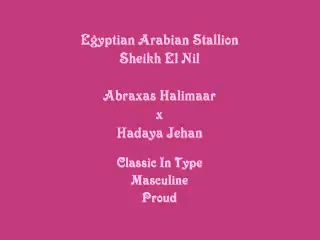 Egyptian Arabian Stallion
Sheikh El Nil
Abraxas Halimaar
x
Hadaya Jehan
Classic In Type
Masculine
Proud